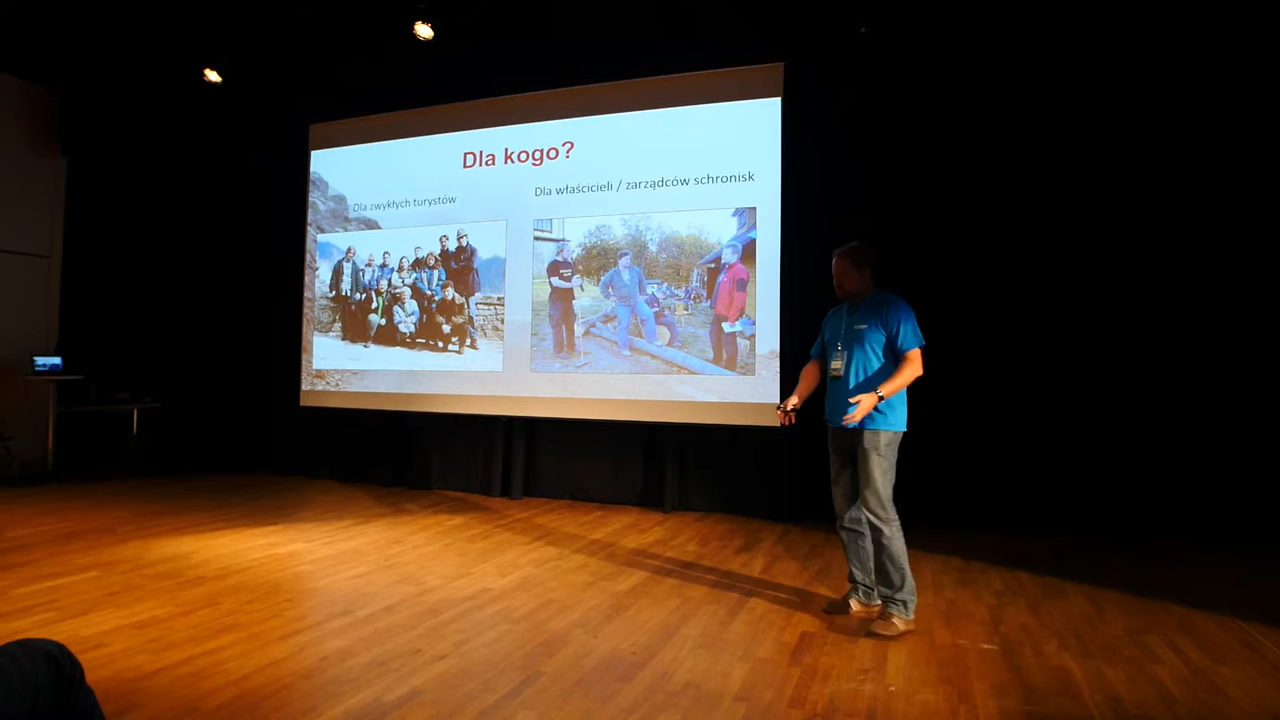 Dla kogo?
Dla zwykłych turystów
Dla właścicieli / zarządców schronisk